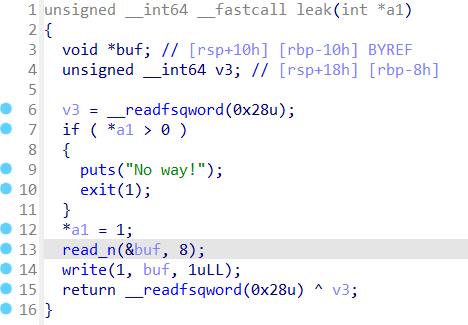 1 unsigned __int64 __fastcall leak(int *a1)
2 {
3 void *buf; // [rsp+10h] [rbp-10h] BYREF
4 unsigned __int64 v3; // [rsp+18h] [rbp-8h]
5
6 v3 = __readfsqword(0x28u);
7 if ( *a1 > 0 )
8 {
9 puts("No way!");
10 exit(1);
11 }
12 *a1 = 1;
13 read_n(&buf, 8);
14 write(1, buf, 1uLL);
15 return __readfsqword(0x28u) ^ v3;
16 }